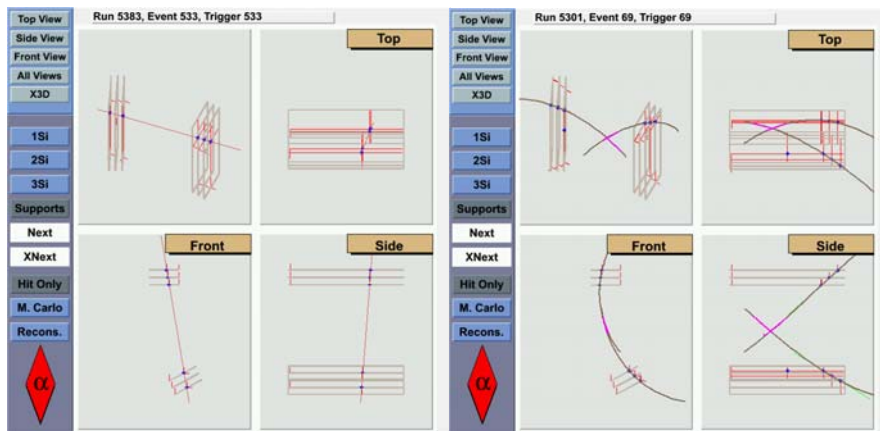 Top View
Side View
Front View
All Views
X3D
1Si
2Si
3Si
Supports
Next
XNext
Hit Only
M. Carlo
Recons.
α
Run 5383, Event 533, Trigger 533
Top
Front
Side
Top View
Side View
Front View
All Views
X3D
1Si
2Si
3Si
Supports
Next
XNext
Hit Only
M. Carlo
Recons.
α
Run 5301, Event 69, Trigger 69
Top
Front
Side